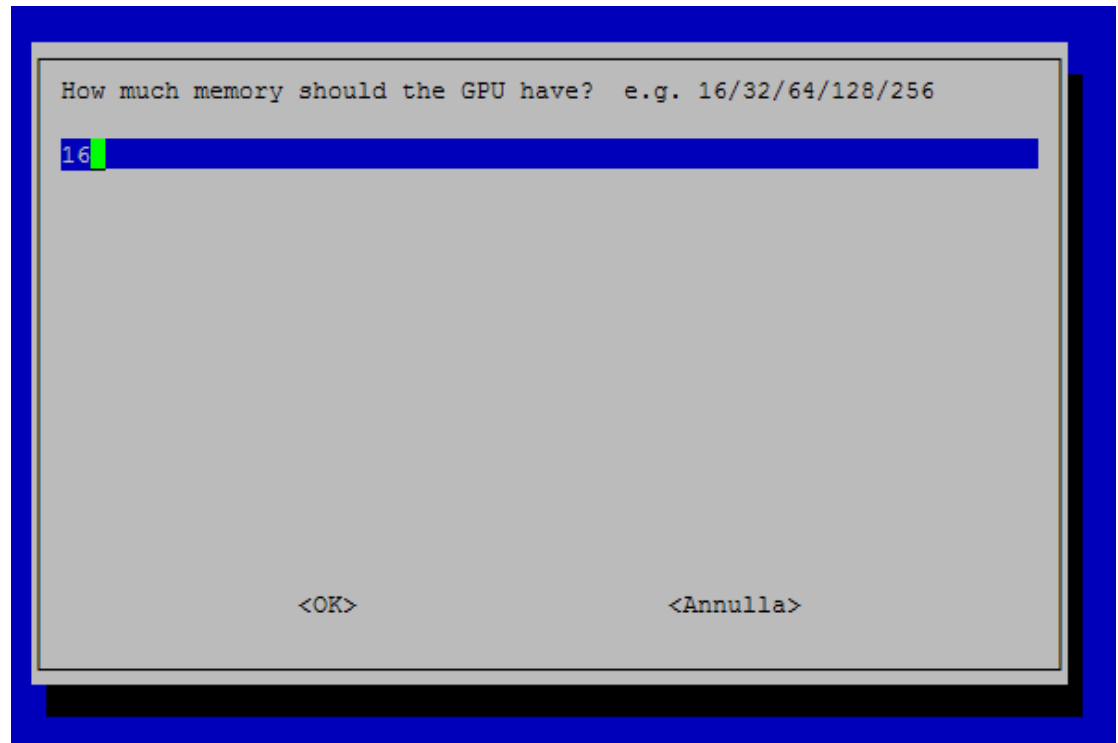 How much memory should the GPU have?  e.g. 16/32/64/128/256
16
<OK>
<Annulla>